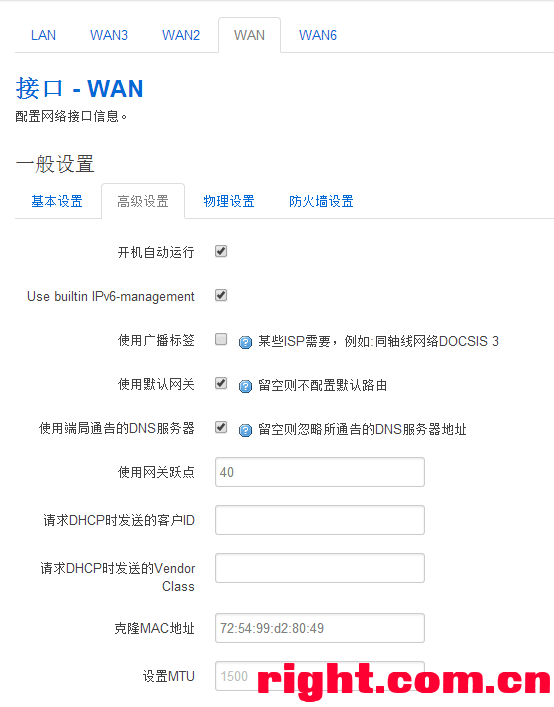 LAN WAN3 WAN2 WAN WAN6
接口 - WAN
配置网络接口信息。
一般设置
基本设置 高级设置 物理设置 防火墙设置
开机自动运行
Use builtin IPv6-management
使用广播标签 某些ISP需要，例如:同轴线网络DOCSIS 3
使用默认网关 留空则不配置默认路由
使用端局通告的DNS服务器 留空则忽略所通告的DNS服务器地址
使用网关跃点 40
请求DHCP时发送的客户ID
请求DHCP时发送的Vendor
Class
克隆MAC地址 72:54:99:d2:80:49
设置MTU 1500
right.com.cn